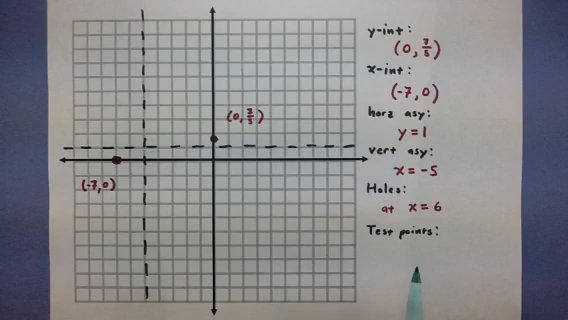 y-int:
(0, 7/5)
x-int:
(-7, 0)
horz asy:
y = 1
vert asy:
x = -5
Holes:
at x = 6
Test points:
(0, 7/5)
(-7, 0)